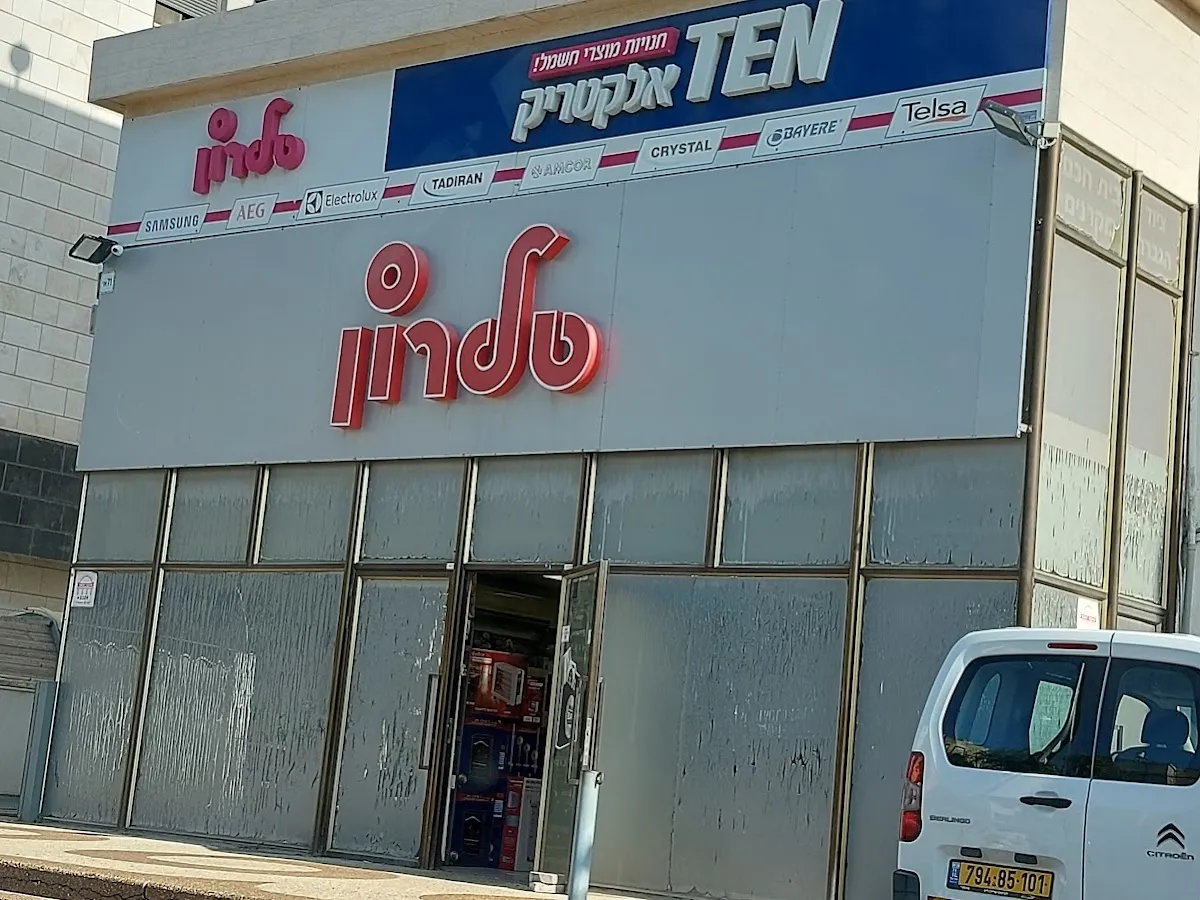 חנויות מוצרי חשמל!
TEN אלקטריק
טלרון
SAMSUNG AEG Electrolux TADIRAN AMCOR CRYSTAL BAYERE Telsa
טלרון
BERLINGO
CITROËN
794-85-101